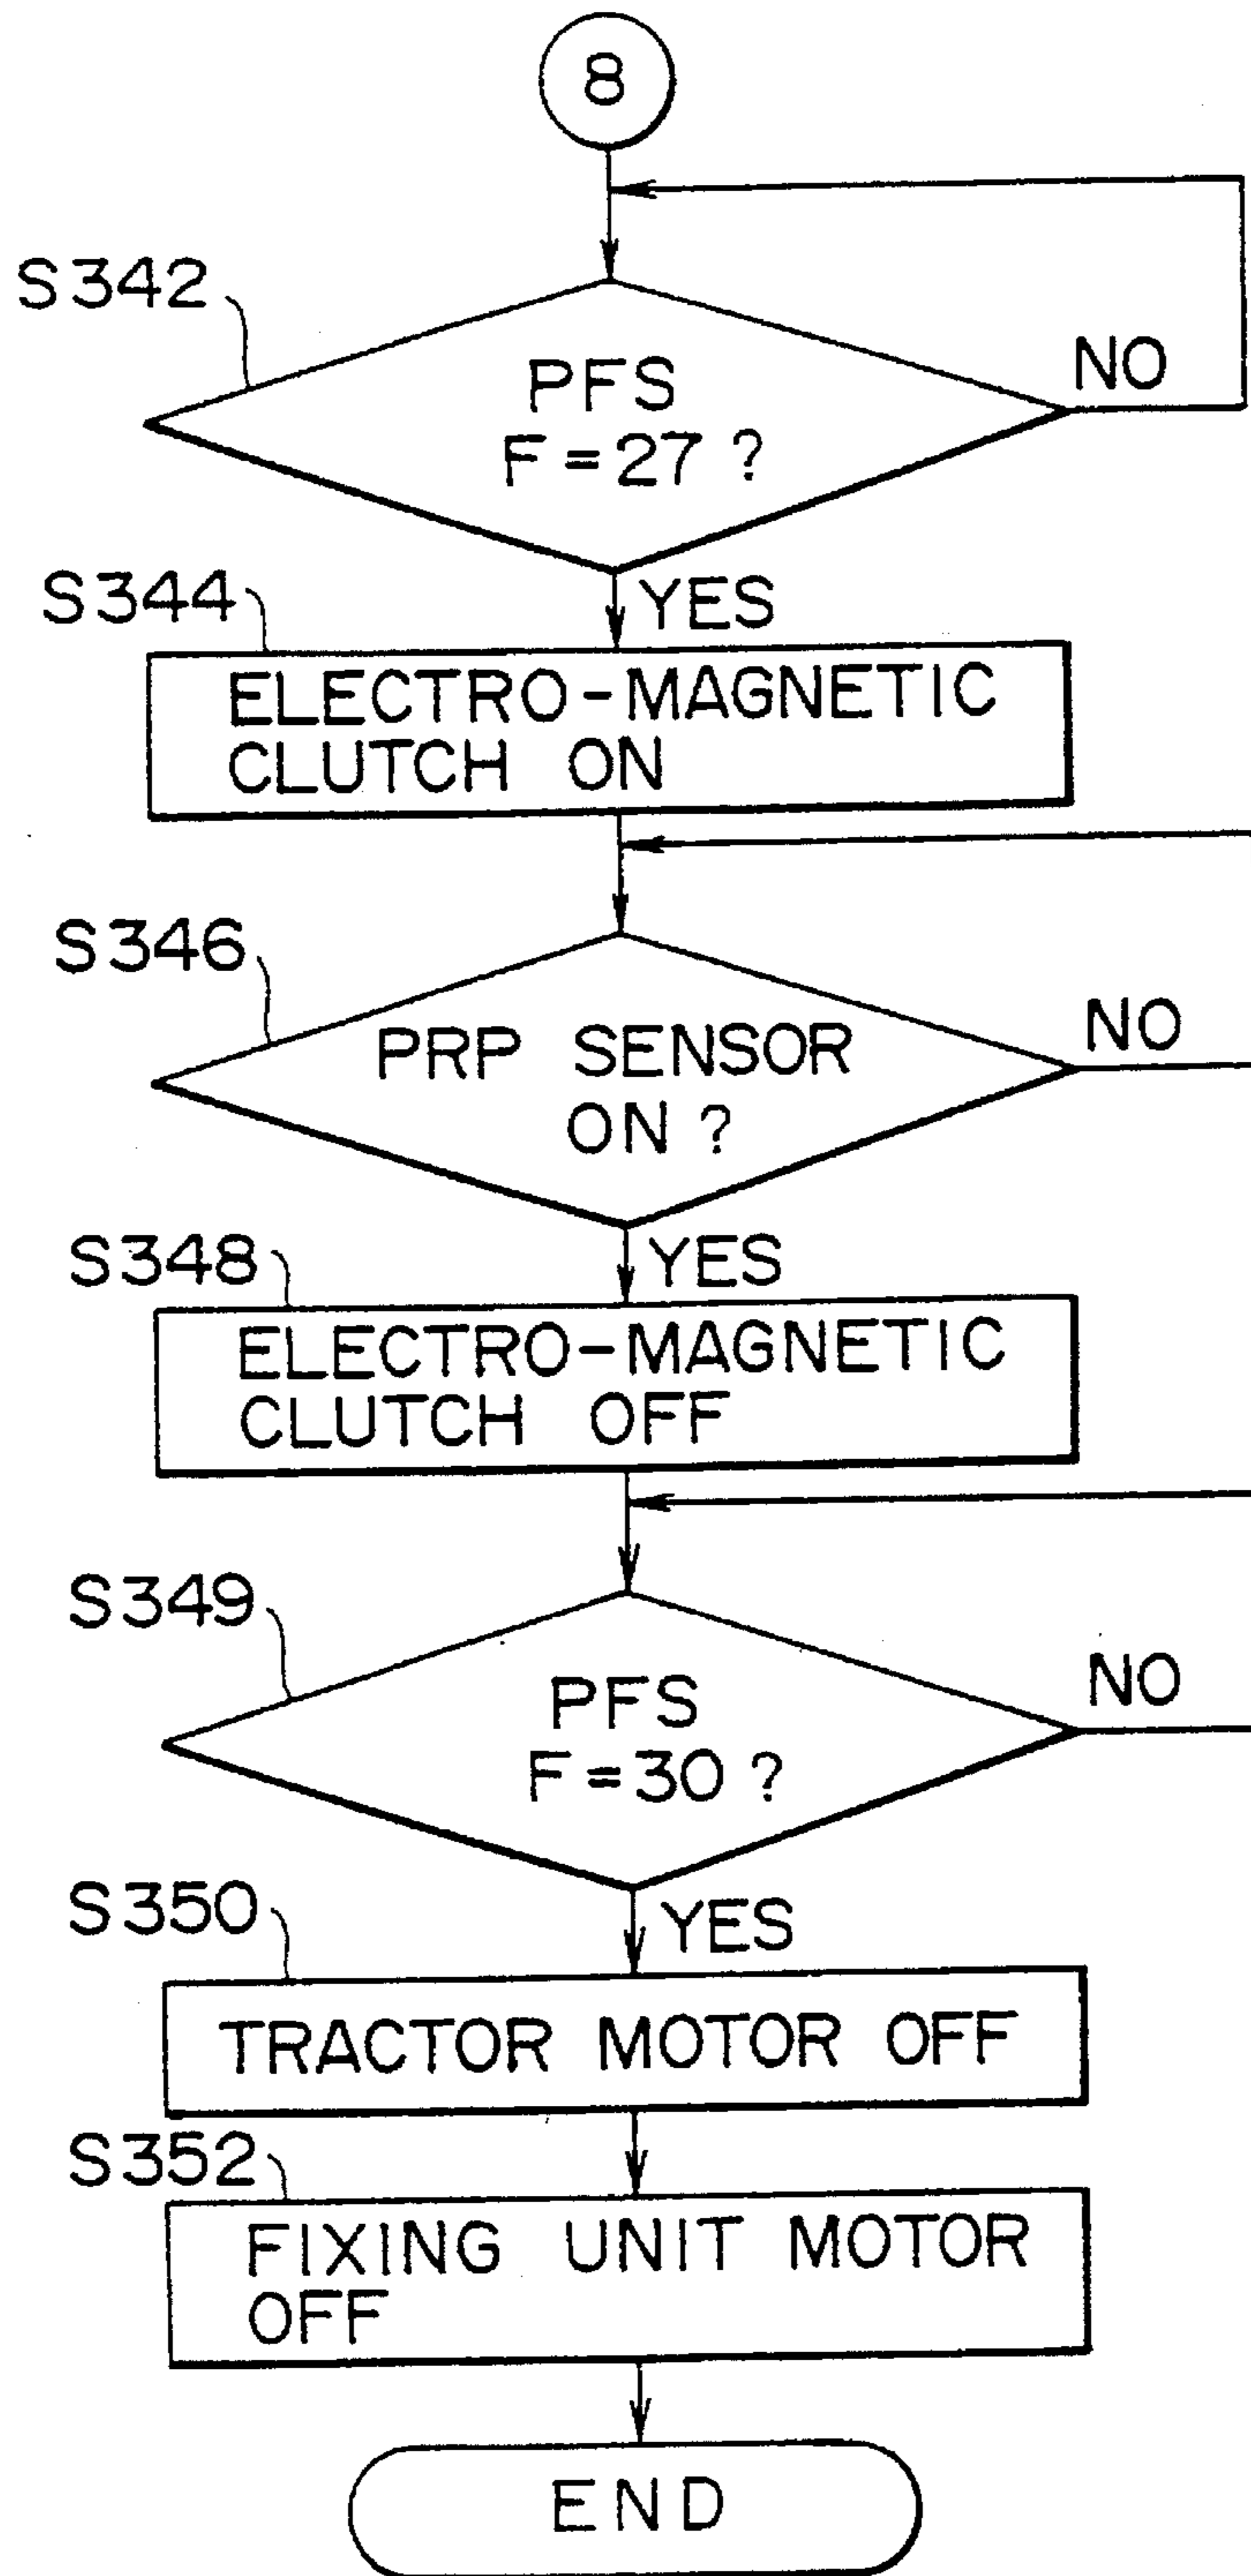 8
S342
PFS
F=27?
NO
YES
S344
ELECTRO-MAGNETIC
CLUTCH ON
S346
PRP SENSOR
ON?
NO
YES
S348
ELECTRO-MAGNETIC
CLUTCH OFF
S349
PFS
F=30?
NO
YES
S350
TRACTOR MOTOR OFF
S352
FIXING UNIT MOTOR
OFF
END